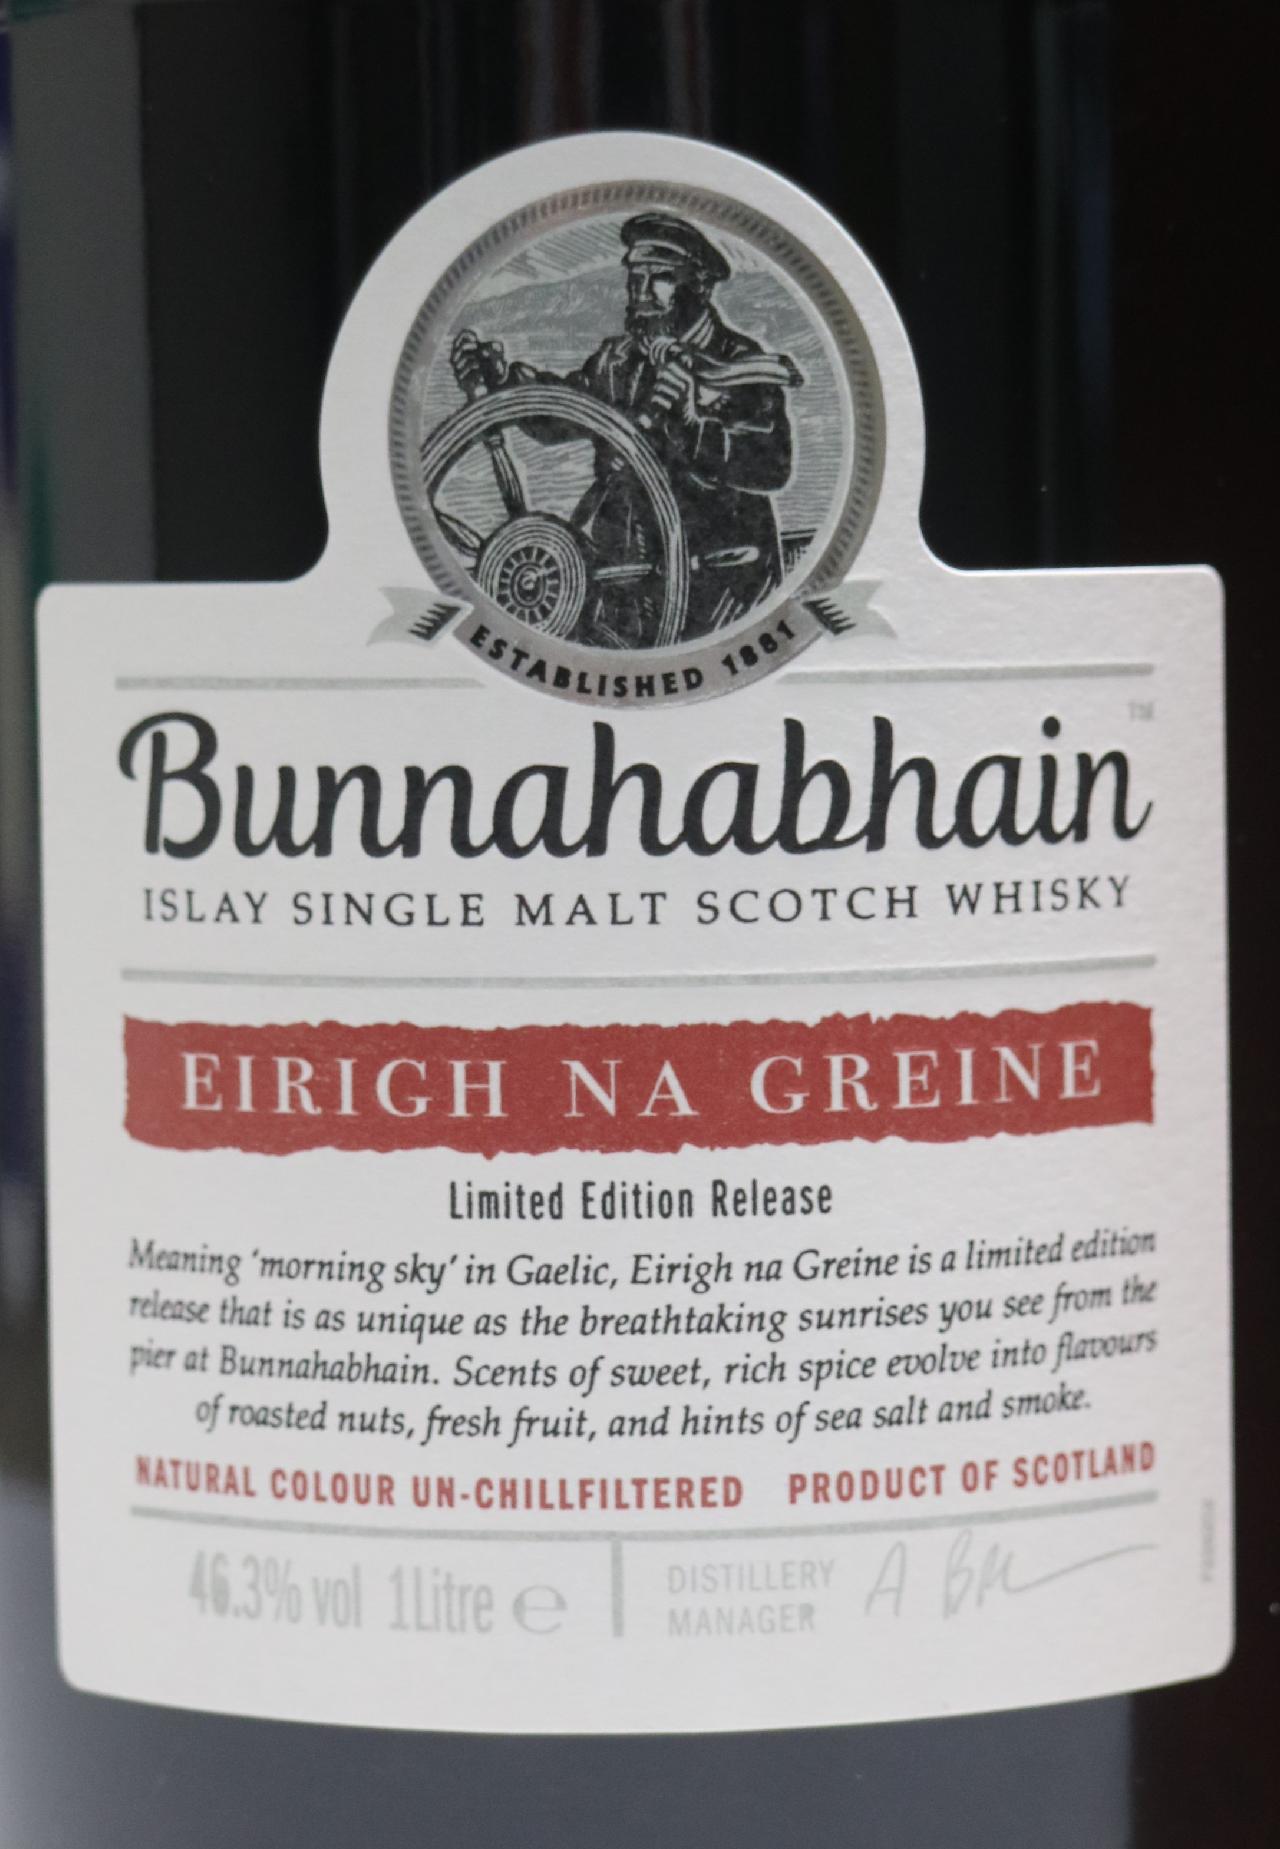 ESTABLISHED 1881
Bunnahabhain™
ISLAY SINGLE MALT SCOTCH WHISKY
EIRIGH NA GREINE
Limited Edition Release
Meaning 'morning sky' in Gaelic, Eirigh na Greine is a limited edition
release that is as unique as the breathtaking sunrises you see from the
pier at Bunnahabhain. Scents of sweet, rich spice evolve into flavours
of roasted nuts, fresh fruit, and hints of sea salt and smoke.
NATURAL COLOUR UN-CHILLFILTERED PRODUCT OF SCOTLAND
46.3% vol 1Litre ℮
DISTILLERY
MANAGER